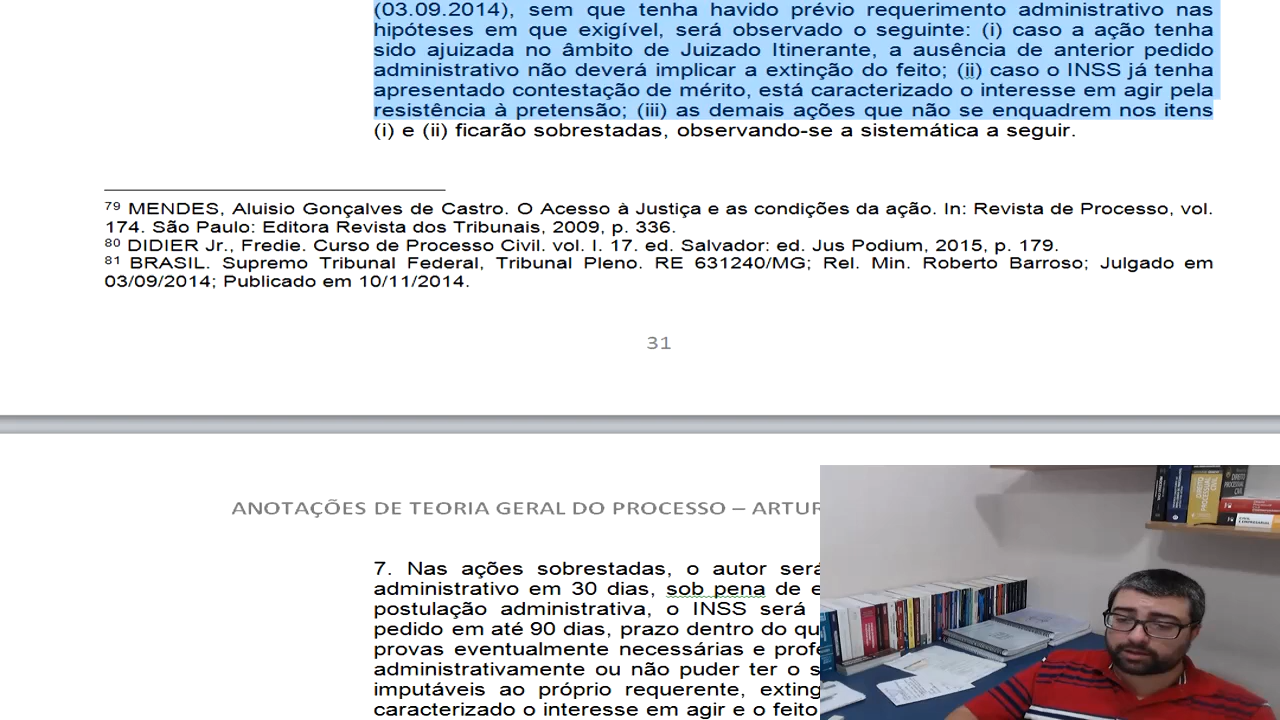 (03.09.2014), sem que tenha havido prévio requerimento administrativo nas
hipóteses em que exigível, será observado o seguinte: (i) caso a ação tenha
sido ajuizada no âmbito de Juizado Itinerante, a ausência de anterior pedido
administrativo não deverá implicar a extinção do feito; (ii) caso o INSS já tenha
apresentado contestação de mérito, está caracterizado o interesse em agir pela
resistência à pretensão; (iii) as demais ações que não se enquadrem nos itens
(i) e (ii) ficarão sobrestadas, observando-se a sistemática a seguir.
79 MENDES, Aluisio Gonçalves de Castro. O Acesso à Justiça e as condições da ação. In: Revista de Processo, vol.
174. São Paulo: Editora Revista dos Tribunais, 2009, p. 336.
80 DIDIER Jr., Fredie. Curso de Processo Civil. vol. I. 17. ed. Salvador: ed. Jus Podium, 2015, p. 179.
81 BRASIL. Supremo Tribunal Federal, Tribunal Pleno. RE 631240/MG; Rel. Min. Roberto Barroso; Julgado em
03/09/2014; Publicado em 10/11/2014.
31
ANOTAÇÕES DE TEORIA GERAL DO PROCESSO – ARTUR
7. Nas ações sobrestadas, o autor será
administrativo em 30 dias, sob pena de e
postulação administrativa, o INSS será
pedido em até 90 dias, prazo dentro do qu
provas eventualmente necessárias e profe
administrativamente ou não puder ter o s
imputáveis ao próprio requerente, exting
caracterizado o interesse em agir e o feito